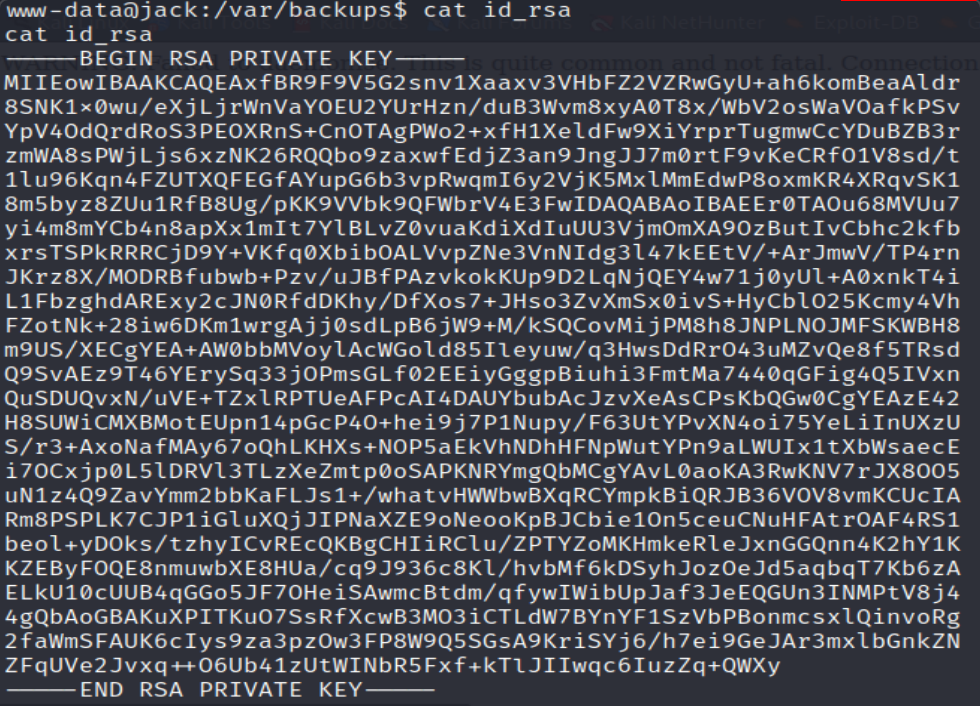 www-data@jack:/var/backups$ cat id_rsa
cat id_rsa
-----BEGIN RSA PRIVATE KEY-----
MIIEowIBAAKCAQEAxfBR9F9V5G2snv1Xaaxv3VHbFZ2VZRwGyU+ah6komBeaAldr
8SNK1x0wu/eXjLjrWnVaYOEU2YUrHzn/duB3Wvm8xyA0T8x/WbV2osWaVOafkPSv
YpV4OdQrdRoS3PEOXRnS+CnOTAgPWo2+xfH1XeldFw9XiYrprTugmwCcYDuBZB3r
zmWA8sPWjLjs6xzNK26RQQbo9zaxwfEdjZ3an9JngJJ7m0rtF9vKeCRfO1V8sd/t
1lu96Kqn4FZUTXQFEGfAYupG6b3vpRwqmI6y2VjK5MxlMmEdwP8oxmKR4XRqvSK1
8m5byz8ZUu1RfB8Ug/pKK9VVbk9QFWbrV4E3FwIDAQABAoIBAEEr0TAOu68MVUu7
yi4m8mYCb4n8apXx1mIt7YlBLvZ0vuaKdiXdIuUU3VjmOmXA9OzButIvCbhc2kfb
xrsTSPkRRRCjD9Y+VKfq0XbibOALVvpZNe3VnNIdg3l47kEEtV/+ArJmwV/TP4rn
JKrz8X/MODRBfubwb+Pzv/uJBfPAzvkokKUp9D2LqNjQEY4w71j0yUl+A0xnkT4i
L1FbzghdARExy2cJN0RfdDKhy/DfXos7+JHso3ZvXmSx0ivS+HyCblO25Kcmy4Vh
FZotNk+28iw6DKm1wrgAjj0sdLpB6jW9+M/kSQCovMijPM8h8JNPLNOJMFSKWBH8
m9US/XECgYEA+AW0bbMVoylAcWGold85Ileyuw/q3HwsDdRrO43uMZvQe8f5TRsd
Q9SvAEz9T46YErySq33jOPmsGLf02EEiyGggpBiuhi3FmtMa7440qGFig4Q5IVxn
QuSDUQvxN/uVE+TZxlRPTUeAFPcAI4DAUYbubAcJzvXeAsCPsKbQGw0CgYEAzE42
H8SUWiCMXBMotEUpn14pGcP4O+hei9j7P1Nupy/F63UtYPvXN4oi75YeLiInUXzU
S/r3+AxoNafMAy67oQhLKHXs+NOP5aEkVhNDhHFNpWutYPn9aLWUIx1tXbWsaecE
i7OCxjp0L5lDRVl3TLzXeZmtp0oSAPKNRYmgQbMCgYAvL0aoKA3RwKNV7rJX8OO5
uN1z4Q9ZavYmm2bbKaFLJs1+/whatvHWWbwBXqRCYmpkBiQRJB36VOV8vmKCUcIA
Rm8PSPLK7CJP1iGluXQjJIPNaXZE9oNeooKpBJCbie1On5ceuCNuHFAtrOAF4RS1
beol+yDOks/tzhyICvREcQKBgCHIiRClu/ZPTYZoMKHmkeRleJxnGGQnn4K2hY1K
KZEByFOQE8nmuwbXE8HUa/cq9J936c8Kl/hvbMf6kDSyhJozOeJd5aqbqT7Kb6zA
ELkU10cUUB4qGGo5JF7OHeiSAwmcBtdm/qfywIWibUpJaf3JeEQGUn3INMPtV8j4
4gQbAoGBAKuXPITKuO7SsRfXcwB3MO3iCTLdW7BYnYF1SzVbPBonmcsxlQinvoRg
2faWmSFAUK6cIys9za3pzOw3FP8W9Q5SGsA9KriSYj6/h7ei9GeJAr3mxlbGnkZN
ZFqUVe2Jvxq++O6Ub41zUtWINbR5Fxf+kTlJIIwqc6IuzZq+QWXy
-----END RSA PRIVATE KEY-----